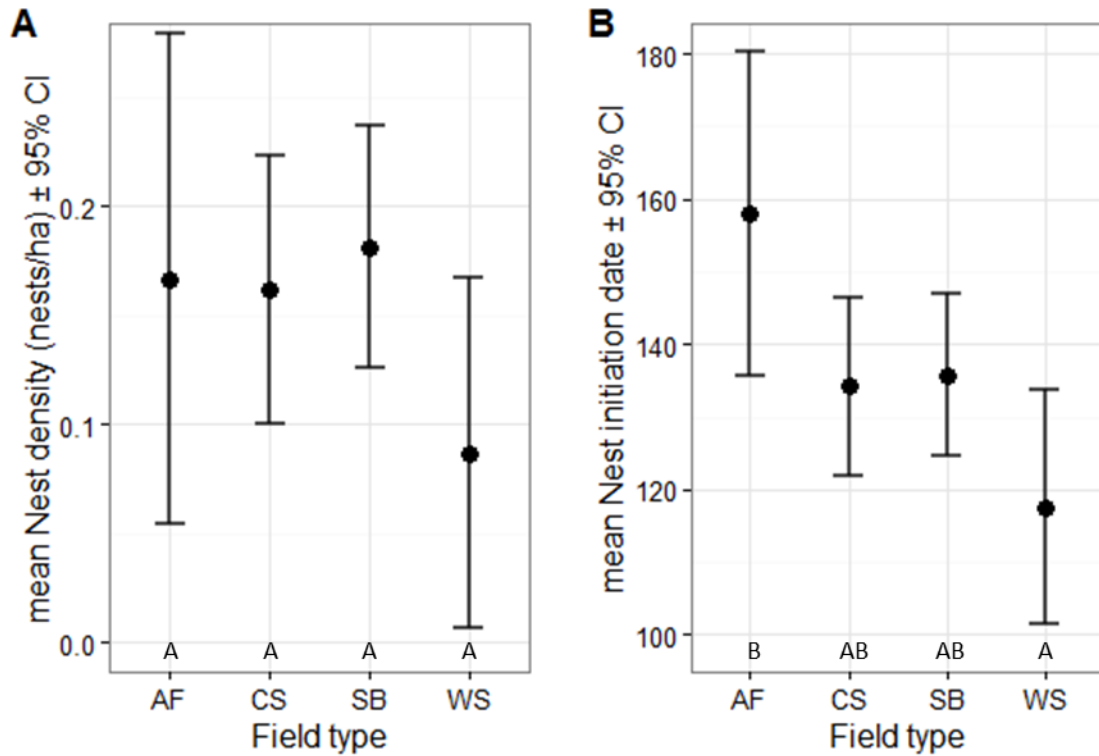 A
mean Nest density (nests/ha) ± 95% CI
0.2
0.1
0.0
A A A A
AF CS SB WS
Field type
B
mean Nest initiation date ± 95% CI
180
160
140
120
100
B AB AB A
AF CS SB WS
Field type